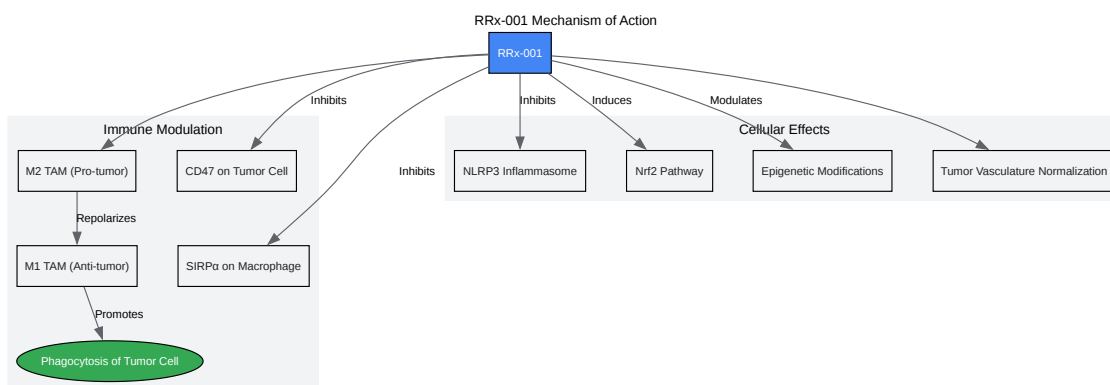 RRx-001 Mechanism of Action
RRx-001
Inhibits
Inhibits
Induces
Modulates
Immune Modulation
Cellular Effects
M2 TAM (Pro-tumor)
CD47 on Tumor Cell
Inhibits
NLRP3 Inflammasome
Nrf2 Pathway
Epigenetic Modifications
Tumor Vasculature Normalization
Repolarizes
M1 TAM (Anti-tumor)
SIRPα on Macrophage
Promotes
Phagocytosis of Tumor Cell